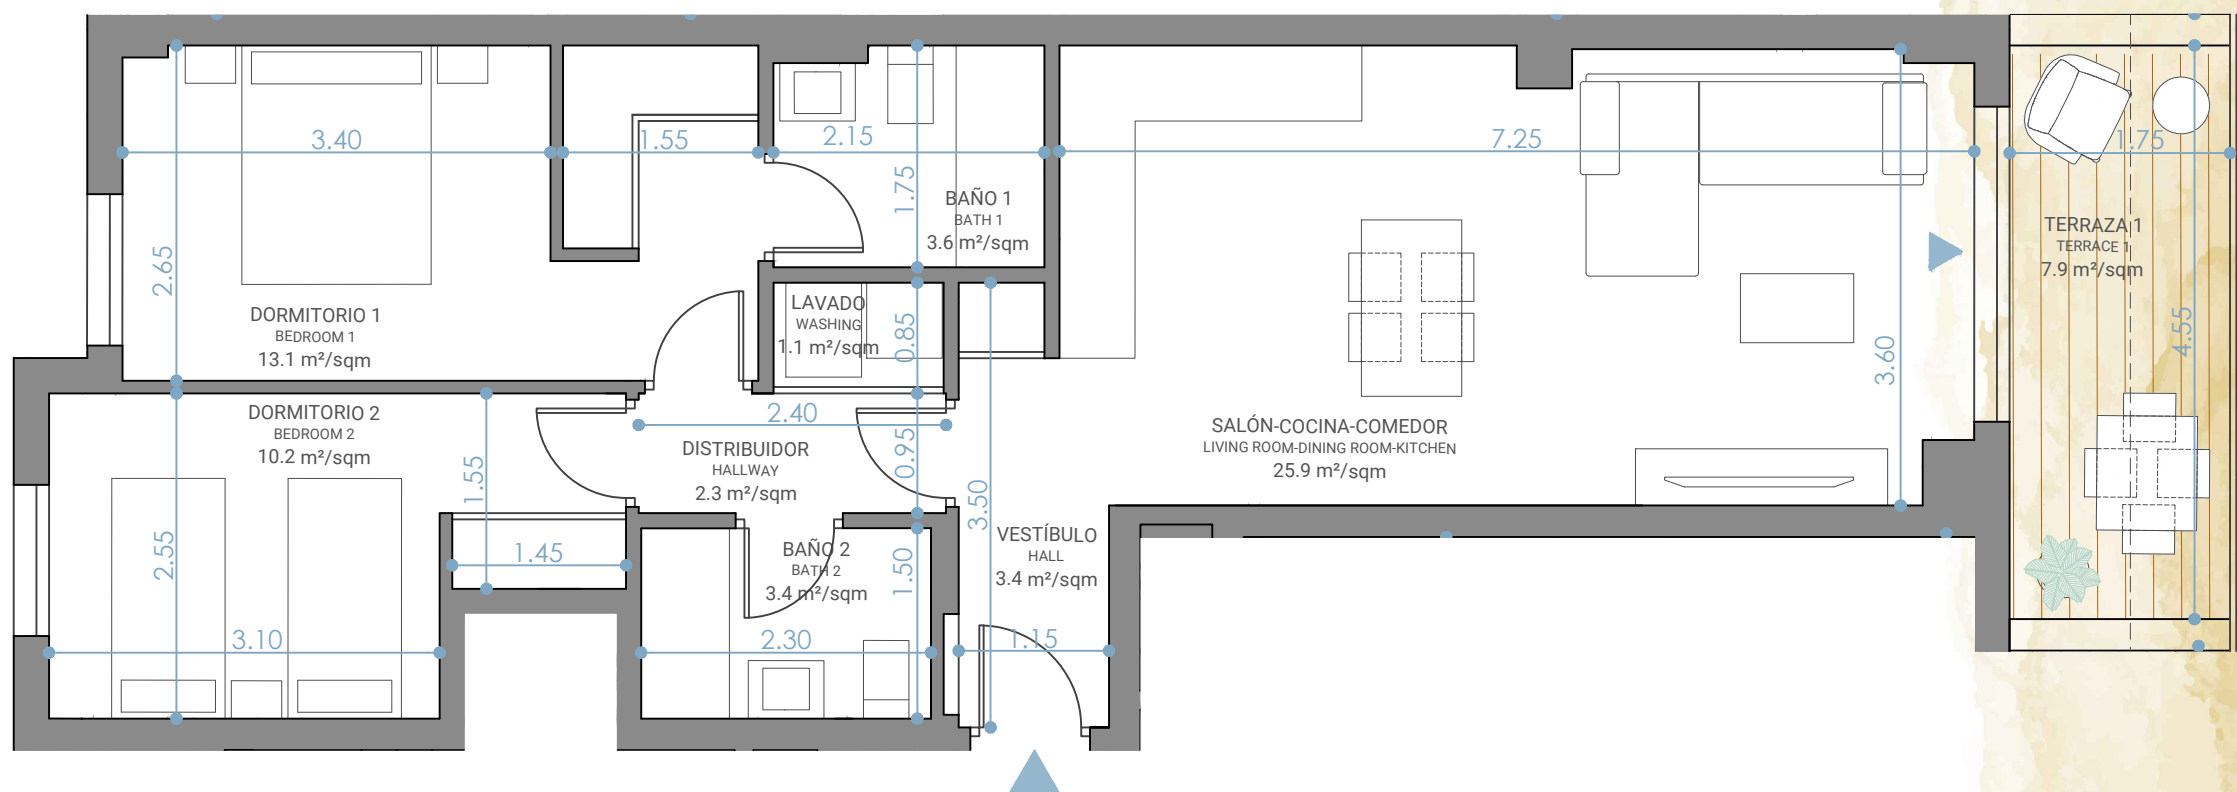 3.40
1.55
2.15
7.25
1.75
1.75
BAÑO 1
BATH 1
3.6 m²/sqm
TERRAZA 1
TERRACE 1
7.9 m²/sqm
2.65
DORMITORIO 1
BEDROOM 1
13.1 m²/sqm
LAVADO
WASHING
1.1 m²/sqm
0.85
3.60
4.55
DORMITORIO 2
BEDROOM 2
10.2 m²/sqm
2.40
DISTRIBUIDOR
HALLWAY
2.3 m²/sqm
0.95
SALÓN-COCINA-COMEDOR
LIVING ROOM-DINING ROOM-KITCHEN
25.9 m²/sqm
1.55
3.50
2.55
1.45
BAÑO 2
BATH 2
3.4 m²/sqm
1.50
VESTÍBULO
HALL
3.4 m²/sqm
3.10
2.30
1.15